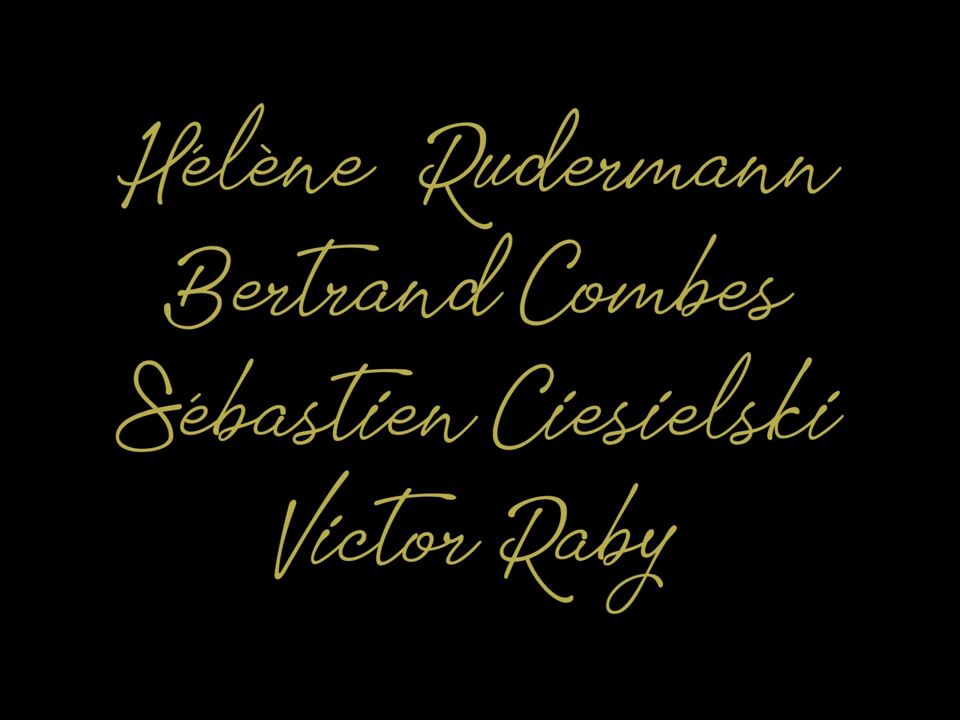 Hélène Rudermann
Bertrand Combes
Sébastien Ciesielski
Victor Raby